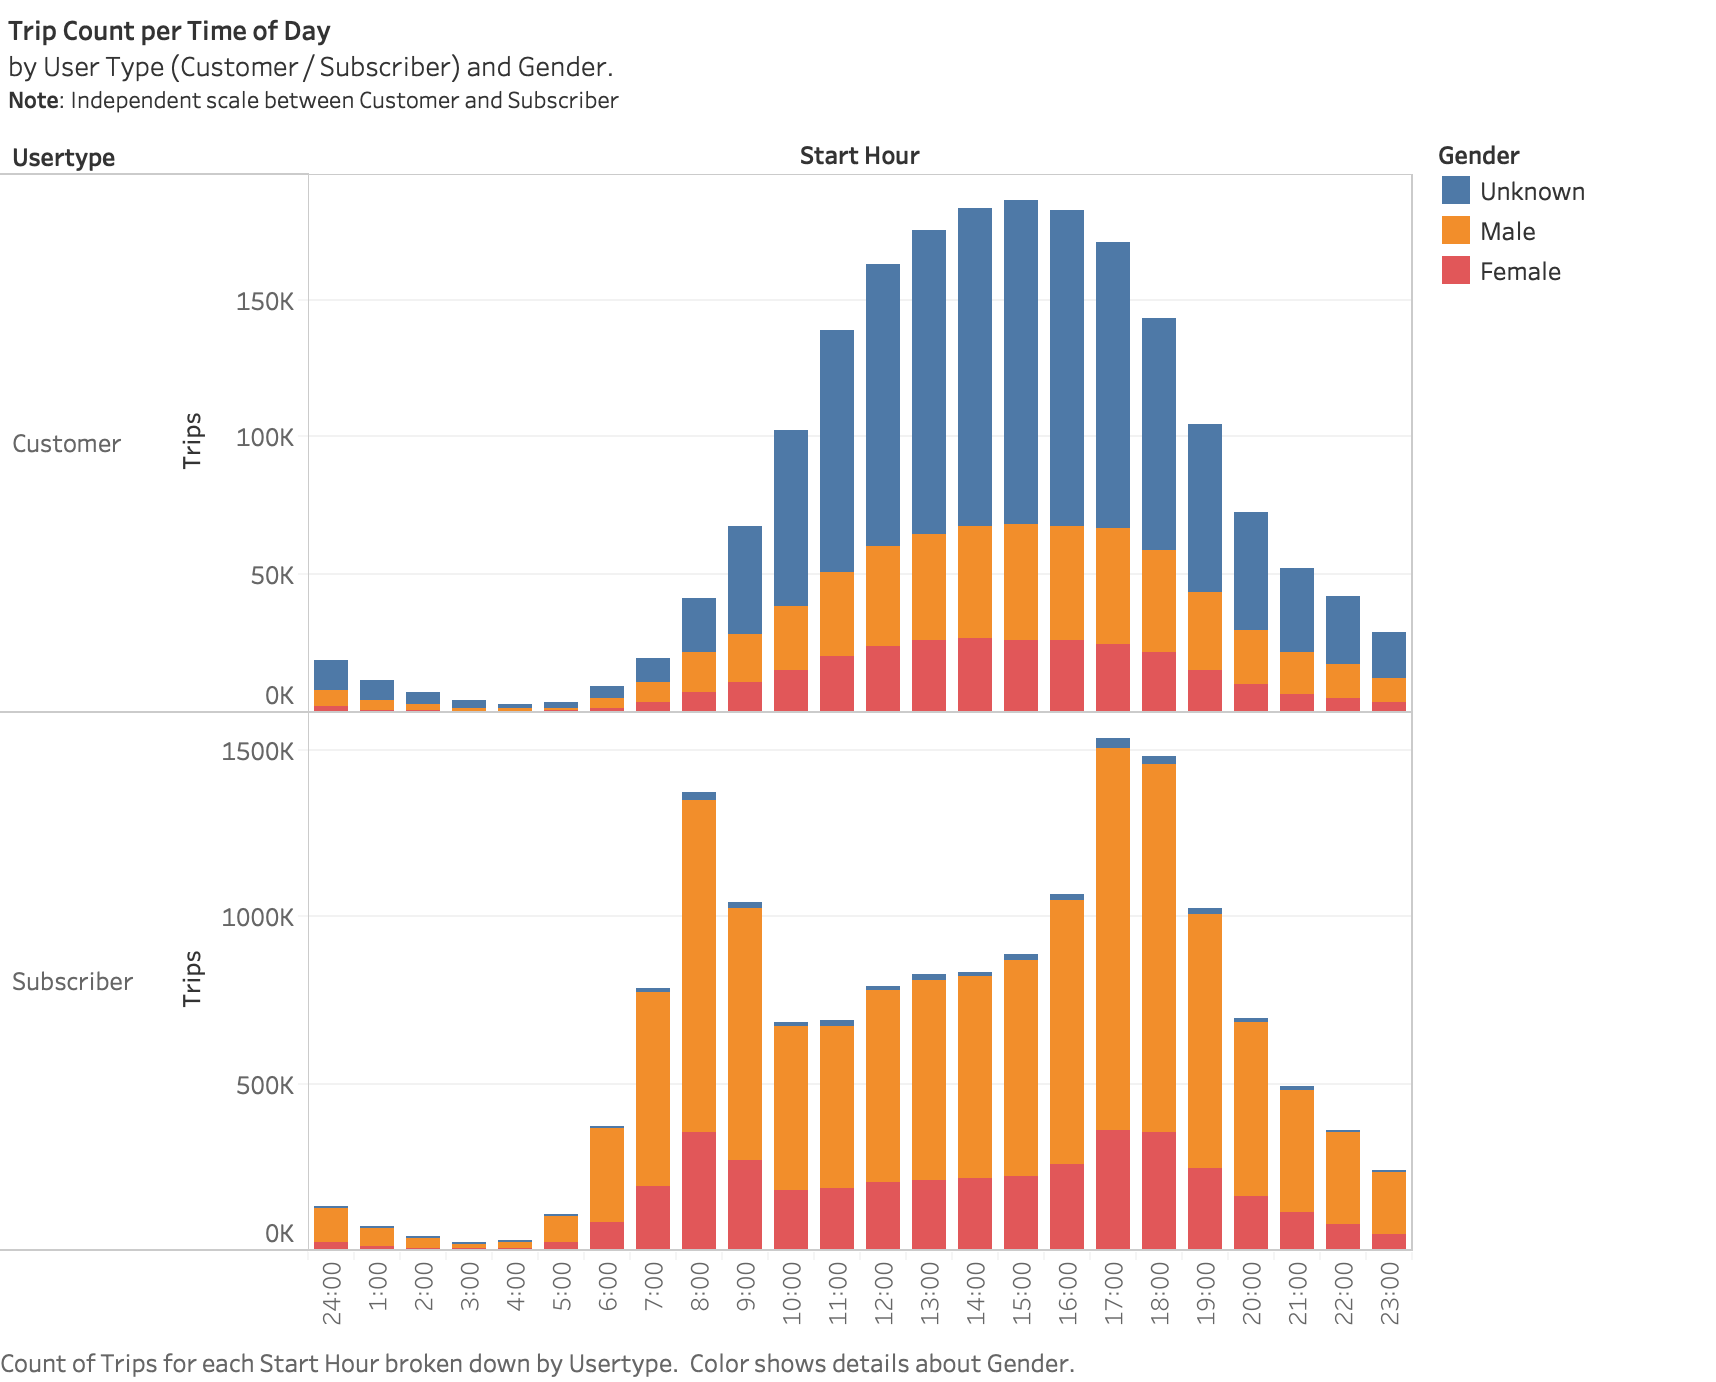 Trip Count per Time of Day
by User Type (Customer / Subscriber) and Gender.
Note: Independent scale between Customer and Subscriber
Usertype
Start Hour
Gender
Unknown
Male
Female
Customer
Trips
150K
100K
50K
0K
Subscriber
Trips
1500K
1000K
500K
0K
24:00
1:00
2:00
3:00
4:00
5:00
6:00
7:00
8:00
9:00
10:00
11:00
12:00
13:00
14:00
15:00
16:00
17:00
18:00
19:00
20:00
21:00
22:00
23:00
Count of Trips for each Start Hour broken down by Usertype. Color shows details about Gender.